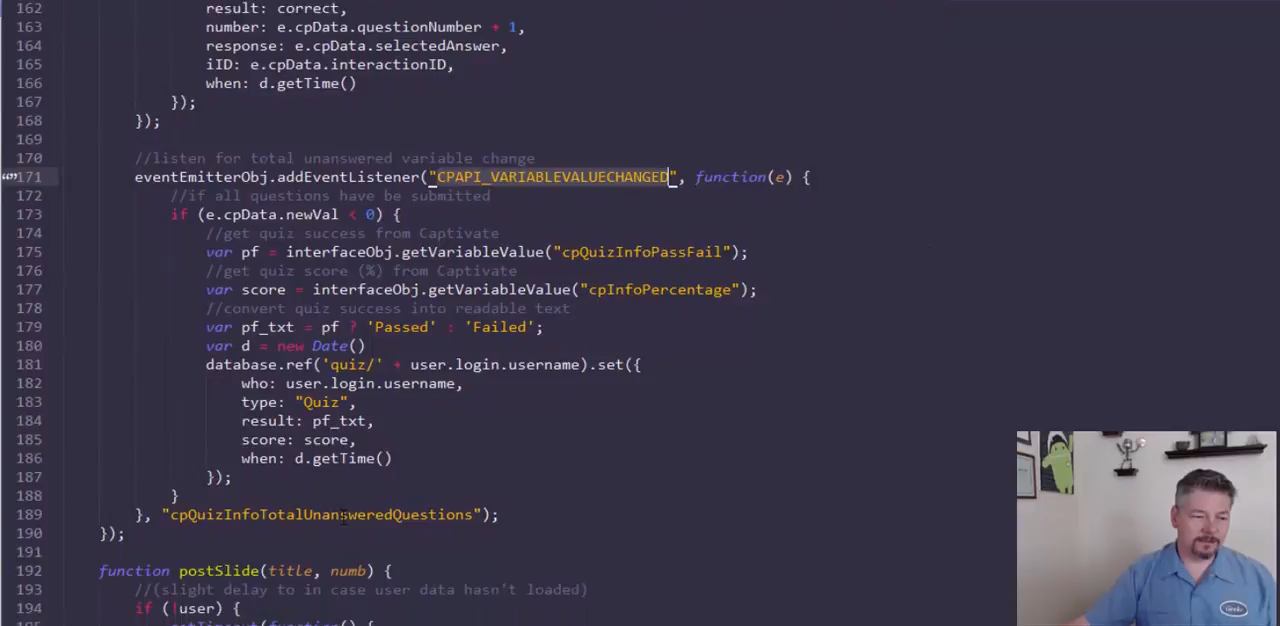 162 result: correct,
163 number: e.cpData.questionNumber + 1,
164 response: e.cpData.selectedAnswer,
165 iID: e.cpData.interactionID,
166 when: d.getTime()
167 });
168 });
169
170 //listen for total unanswered variable change
171 eventEmitterObj.addEventListener("CPAPI_VARIABLEVALUECHANGED", function(e) {
172 //if all questions have be submitted
173 if (e.cpData.newVal < 0) {
174 //get quiz success from Captivate
175 var pf = interfaceObj.getVariableValue("cpQuizInfoPassFail");
176 //get quiz score (%) from Captivate
177 var score = interfaceObj.getVariableValue("cpInfoPercentage");
178 //convert quiz success into readable text
179 var pf_txt = pf ? 'Passed' : 'Failed';
180 var d = new Date()
181 database.ref('quiz/' + user.login.username).set({
182 who: user.login.username,
183 type: "Quiz",
184 result: pf_txt,
185 score: score,
186 when: d.getTime()
187 });
188 }
189 }, "cpQuizInfoTotalUnansweredQuestions");
190 });
191
192 function postSlide(title, numb) {
193 //(slight delay to in case user data hasn't loaded)
194 if (!user) {